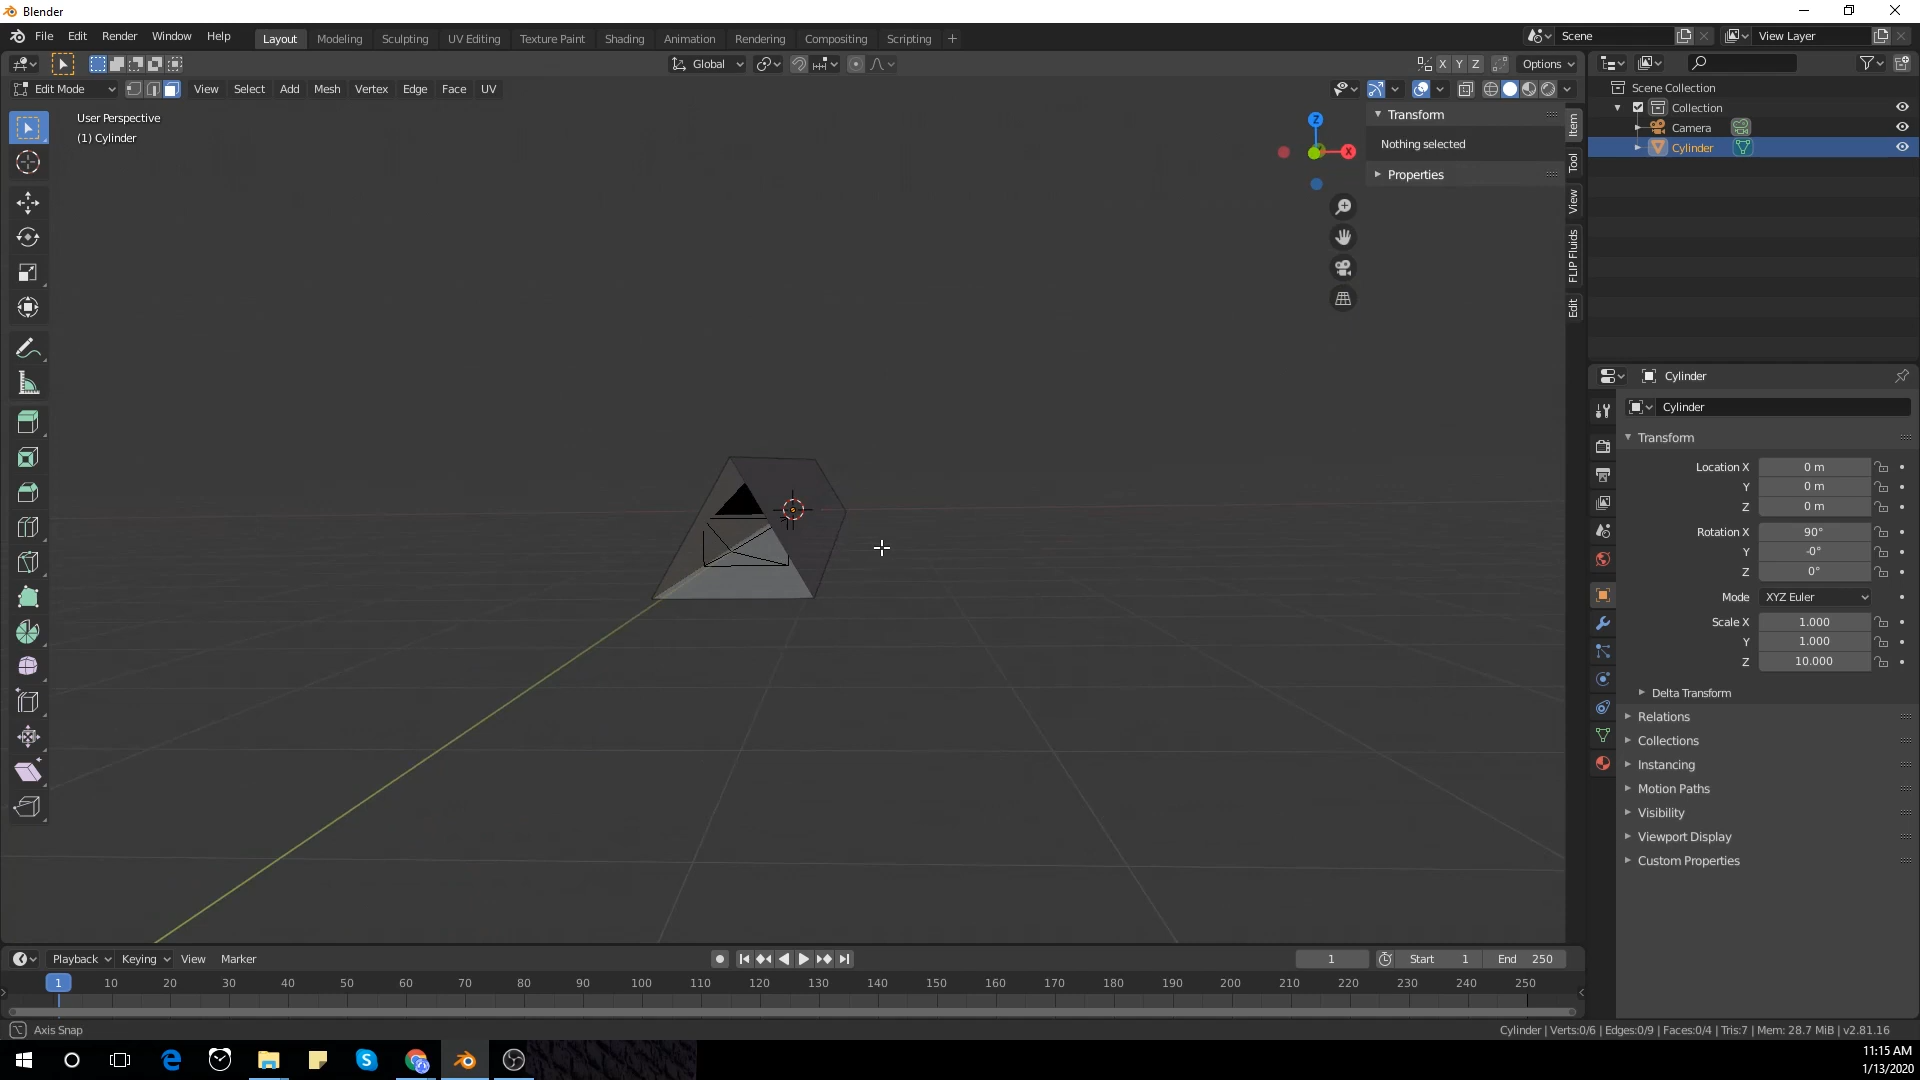 Blender
File Edit Render Window Help
Layout Modeling Sculpting UV Editing Texture Paint Shading Animation Rendering Compositing Scripting +
Scene
View Layer
Global
X Y Z
Options
Edit Mode View Select Add Mesh Vertex Edge Face UV
User Perspective
(1) Cylinder
Z
X
Transform
Nothing selected
Properties
Item
Tool
View
FLIP Fluids
Edit
Scene Collection
Collection
Camera
Cylinder
Cylinder
Cylinder
Transform
Location X 0 m
Y 0 m
Z 0 m
Rotation X 90°
Y -0°
Z 0°
Mode XYZ Euler
Scale X 1.000
Y 1.000
Z 10.000
Delta Transform
Relations
Collections
Instancing
Motion Paths
Visibility
Viewport Display
Custom Properties
Playback Keying View Marker
1 Start 1 End 250
1 10 20 30 40 50 60 70 80 90 100 110 120 130 140 150 160 170 180 190 200 210 220 230 240 250
Axis Snap
Cylinder | Verts:0/6 | Edges:0/9 | Faces:0/4 | Tris:7 | Mem: 28.7 MiB | v2.81.16
11:15 AM
1/13/2020